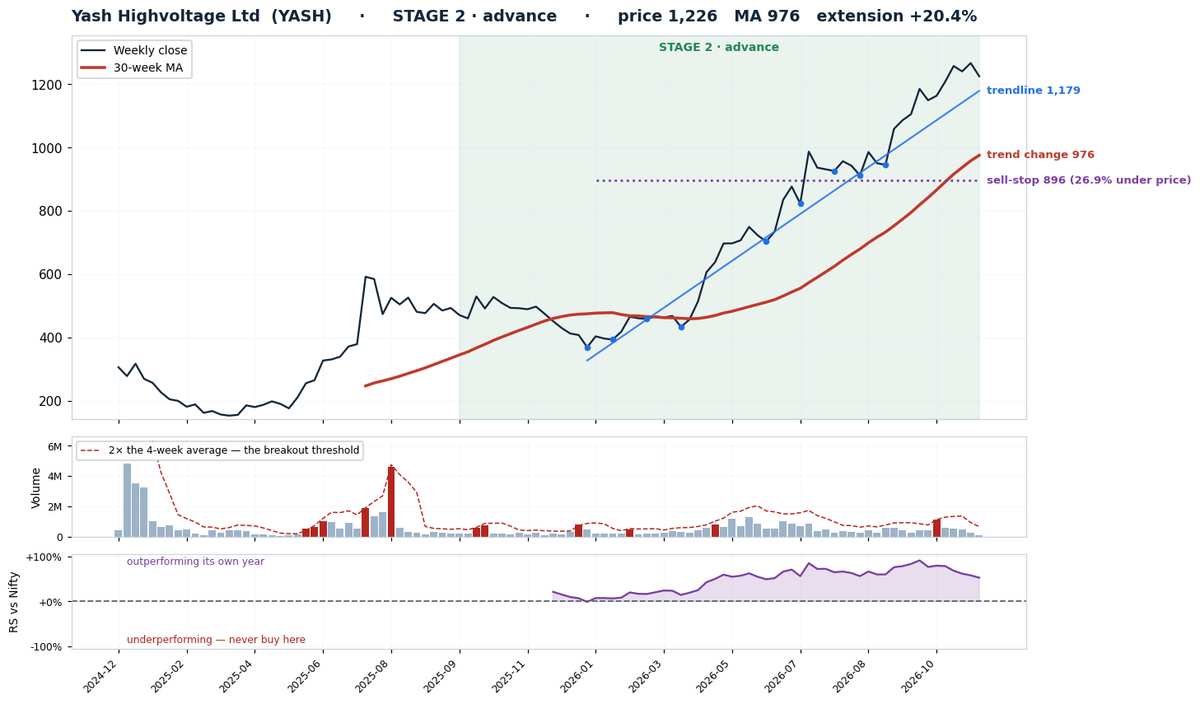 Yash Highvoltage Ltd (YASH) · STAGE 2 · advance · price 1,226 MA 976 extension +20.4%
Weekly close
30-week MA
STAGE 2 · advance
1200
1000
800
600
400
200
trendline 1,179
trend change 976
sell-stop 896 (26.9% under price)
Volume
6M
4M
2M
0
2× the 4-week average — the breakout threshold
RS vs Nifty
+100%
+0%
-100%
outperforming its own year
underperforming — never buy here
2024-12
2025-02
2025-04
2025-06
2025-08
2025-09
2025-11
2026-01
2026-03
2026-05
2026-07
2026-08
2026-10